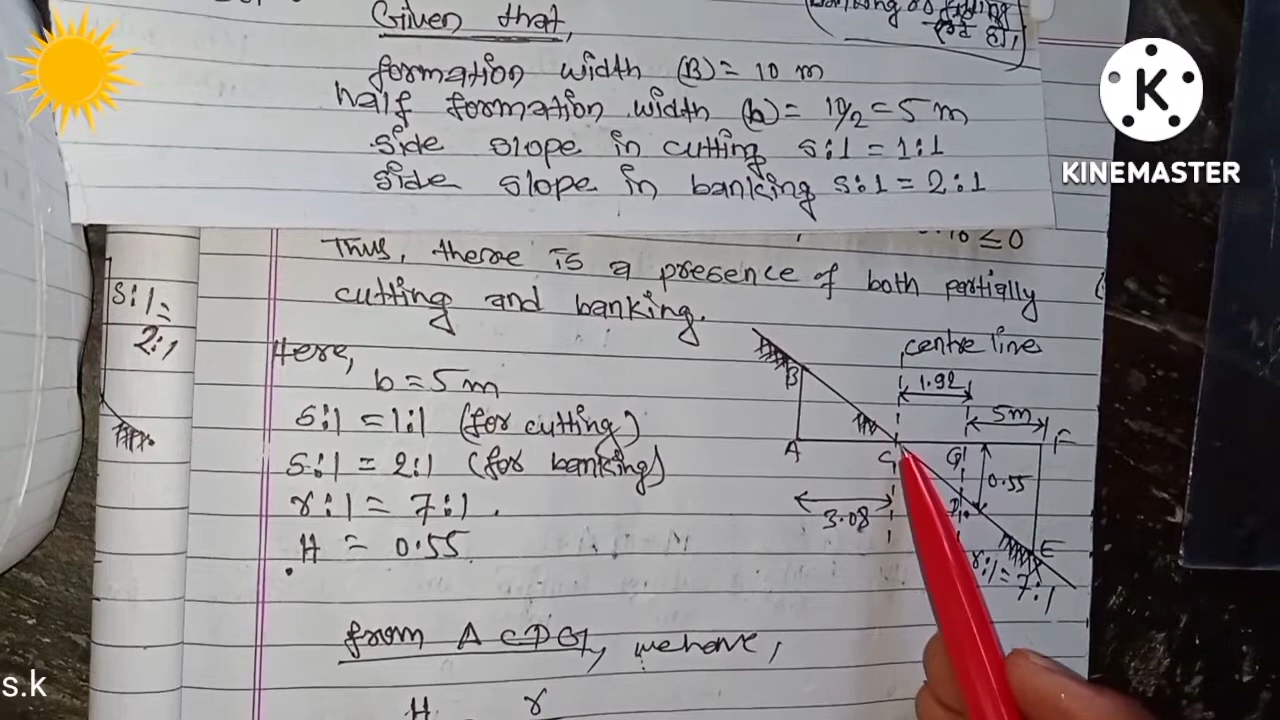 Given that,
formation width (B) = 10 m
half formation width (b) = 10/2 = 5 m
side slope in cutting s:1 = 1:1
side slope in banking s:1 = 2:1
≤ 0
Thus, there is a presence of both partially
cutting and banking.
s:1 =
2:1
Here,
b = 5 m
s:1 = 1:1 (for cutting)
s:1 = 2:1 (for banking)
r:1 = 7:1.
H = 0.55
centre line
1.92
5m
B
A
C
G
F
0.55
3.08
D
E
r:1 = 7:1
from A CDG, we have,
H r
K
KINEMASTER
s.k